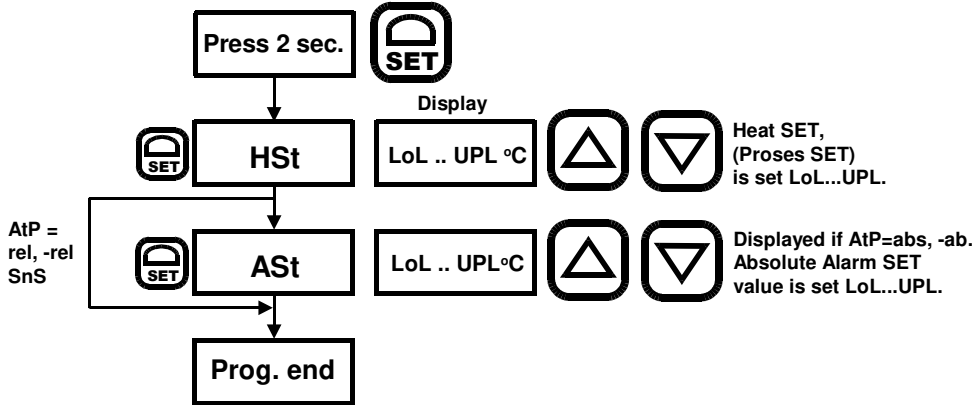 Press 2 sec.
SET
Display
SET
HSt
LoL .. UPL ºC
Heat SET,
(Proses SET)
is set LoL...UPL.
AtP =
rel, -rel
SnS
SET
ASt
LoL .. UPLºC
Displayed if AtP=abs, -ab.
Absolute Alarm SET
value is set LoL...UPL.
Prog. end